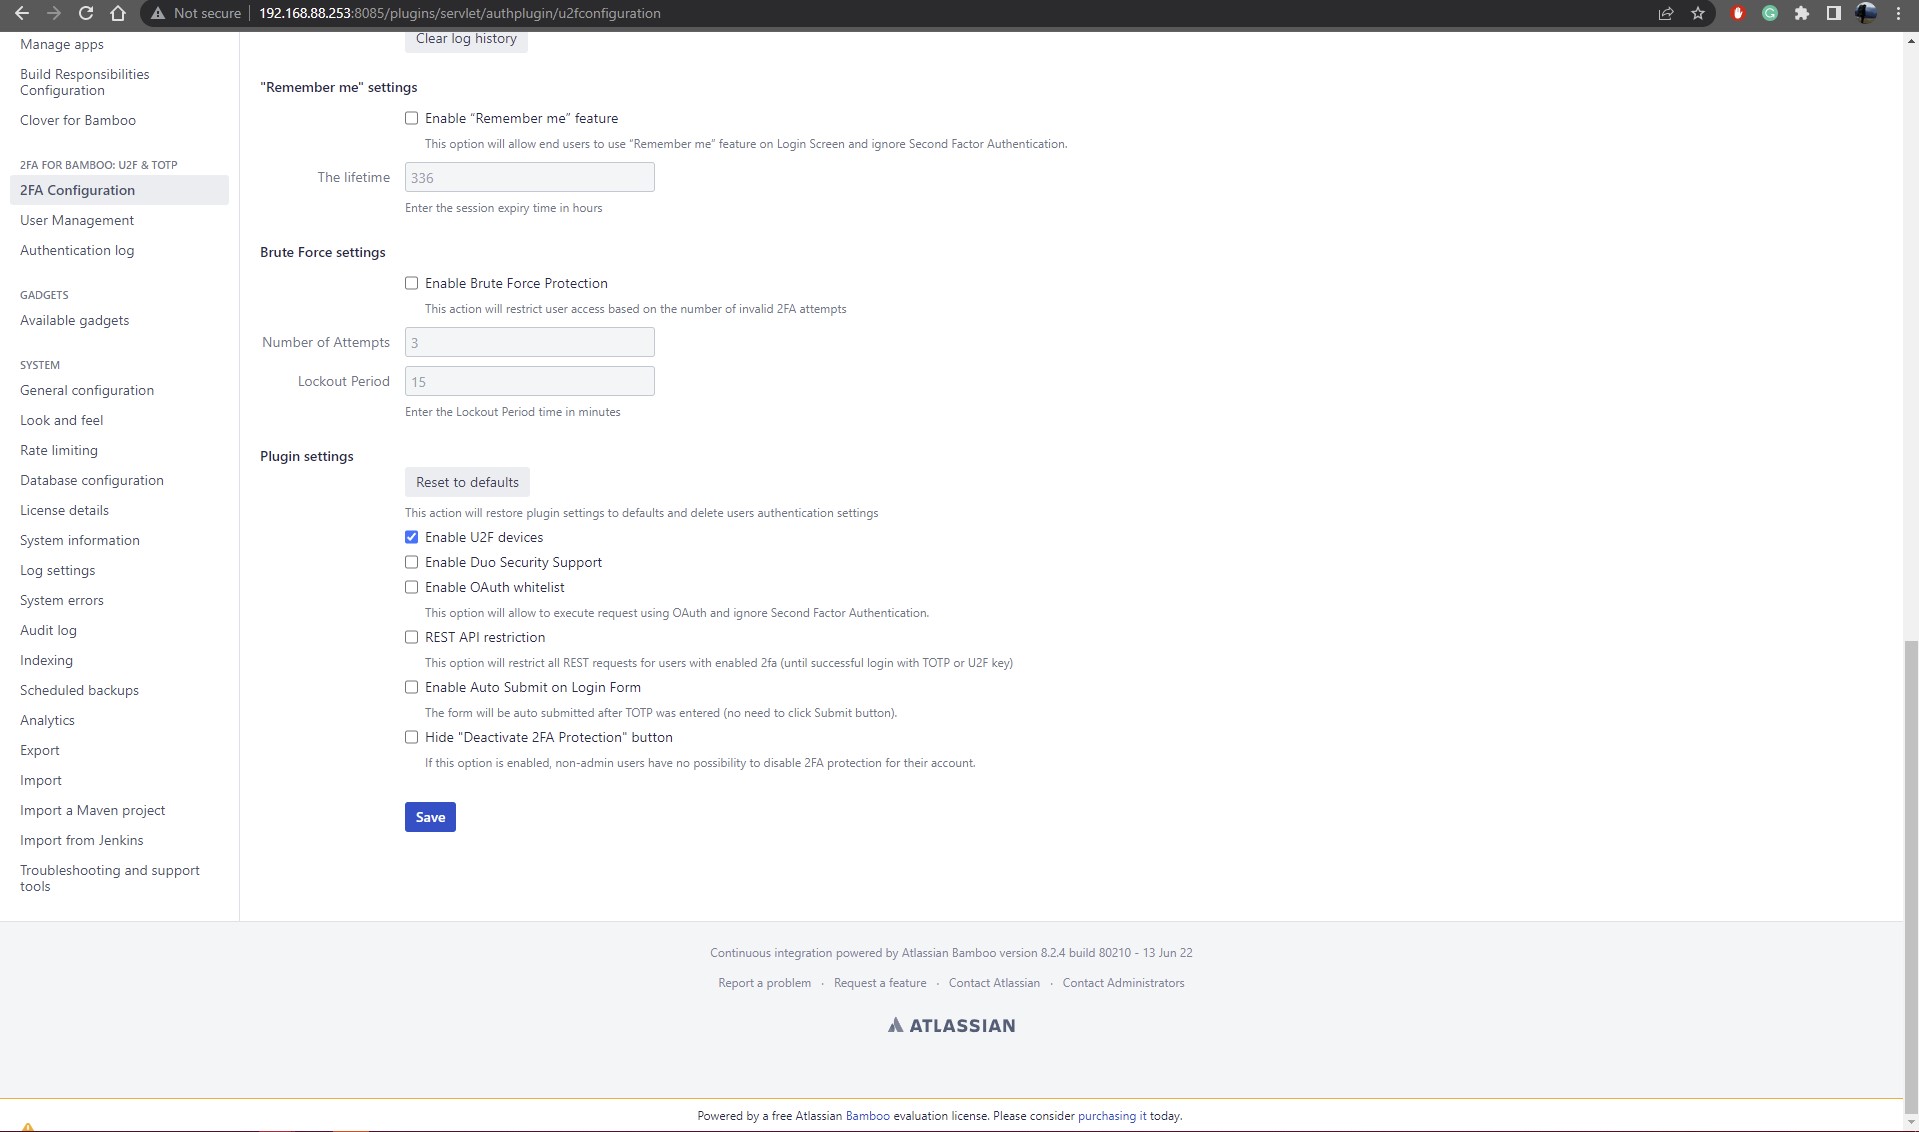 Not secure
192.168.88.253:8085/plugins/servlet/authplugin/u2fconfiguration
Manage apps
Build Responsibilities
Configuration
Clover for Bamboo
2FA FOR BAMBOO: U2F & TOTP
2FA Configuration
User Management
Authentication log
GADGETS
Available gadgets
SYSTEM
General configuration
Look and feel
Rate limiting
Database configuration
License details
System information
Log settings
System errors
Audit log
Indexing
Scheduled backups
Analytics
Export
Import
Import a Maven project
Import from Jenkins
Troubleshooting and support
tools
Clear log history
"Remember me" settings
Enable “Remember me” feature
This option will allow end users to use “Remember me” feature on Login Screen and ignore Second Factor Authentication.
The lifetime
336
Enter the session expiry time in hours
Brute Force settings
Enable Brute Force Protection
This action will restrict user access based on the number of invalid 2FA attempts
Number of Attempts
3
Lockout Period
15
Enter the Lockout Period time in minutes
Plugin settings
Reset to defaults
This action will restore plugin settings to defaults and delete users authentication settings
Enable U2F devices
Enable Duo Security Support
Enable OAuth whitelist
This option will allow to execute request using OAuth and ignore Second Factor Authentication.
REST API restriction
This option will restrict all REST requests for users with enabled 2fa (until successful login with TOTP or U2F key)
Enable Auto Submit on Login Form
The form will be auto submitted after TOTP was entered (no need to click Submit button).
Hide "Deactivate 2FA Protection" button
If this option is enabled, non-admin users have no possibility to disable 2FA protection for their account.
Save
Continuous integration powered by Atlassian Bamboo version 8.2.4 build 80210 - 13 Jun 22
Report a problem · Request a feature · Contact Atlassian · Contact Administrators
ATLASSIAN
Powered by a free Atlassian Bamboo evaluation license. Please consider purchasing it today.